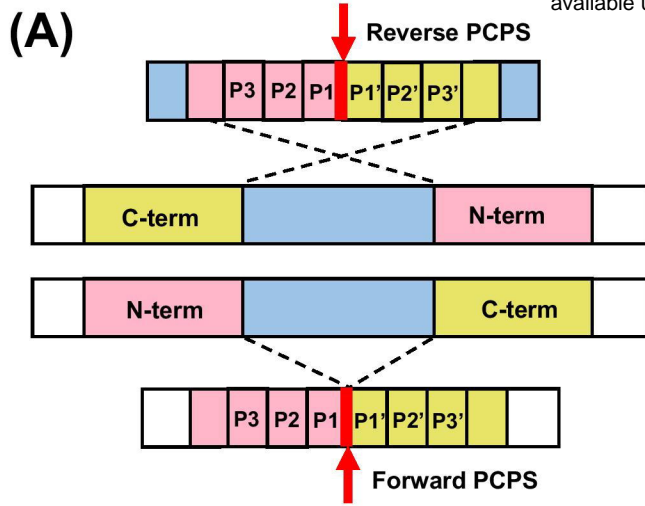 available u
(A)
Reverse PCPS
P3 P2 P1 P1' P2' P3'
C-term N-term
N-term C-term
P3 P2 P1 P1' P2' P3'
Forward PCPS